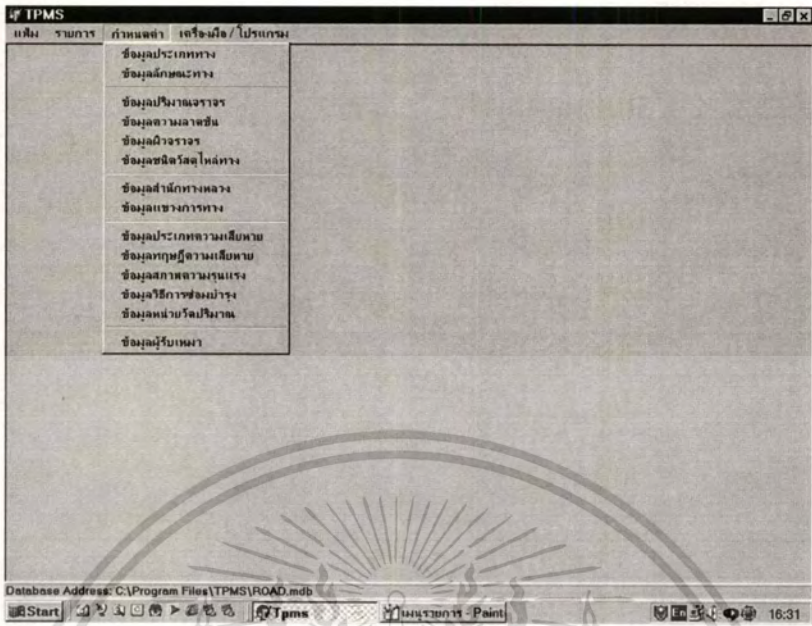 TPMS
แฟ้ม รายการ กำหนดค่า เครื่องมือ / โปรแกรม
ข้อมูลประเภททาง
ข้อมูลลักษณะทาง
ข้อมูลปริมาณจราจร
ข้อมูลความลาดชัน
ข้อมูลผิวจราจร
ข้อมูลชนิดวัสดุไหล่ทาง
ข้อมูลสำนักทางหลวง
ข้อมูลแขวงการทาง
ข้อมูลประเภทความเสียหาย
ข้อมูลทฤษฎีความเสียหาย
ข้อมูลสภาพความรุนแรง
ข้อมูลวิธีการซ่อมบำรุง
ข้อมูลหน่วยวัดปริมาณ
ข้อมูลผู้รับเหมา
Database Address: C:\Program Files\TPMS\ROAD.mdb
Start Tpms เมนูรายการ - Paint En 16:31